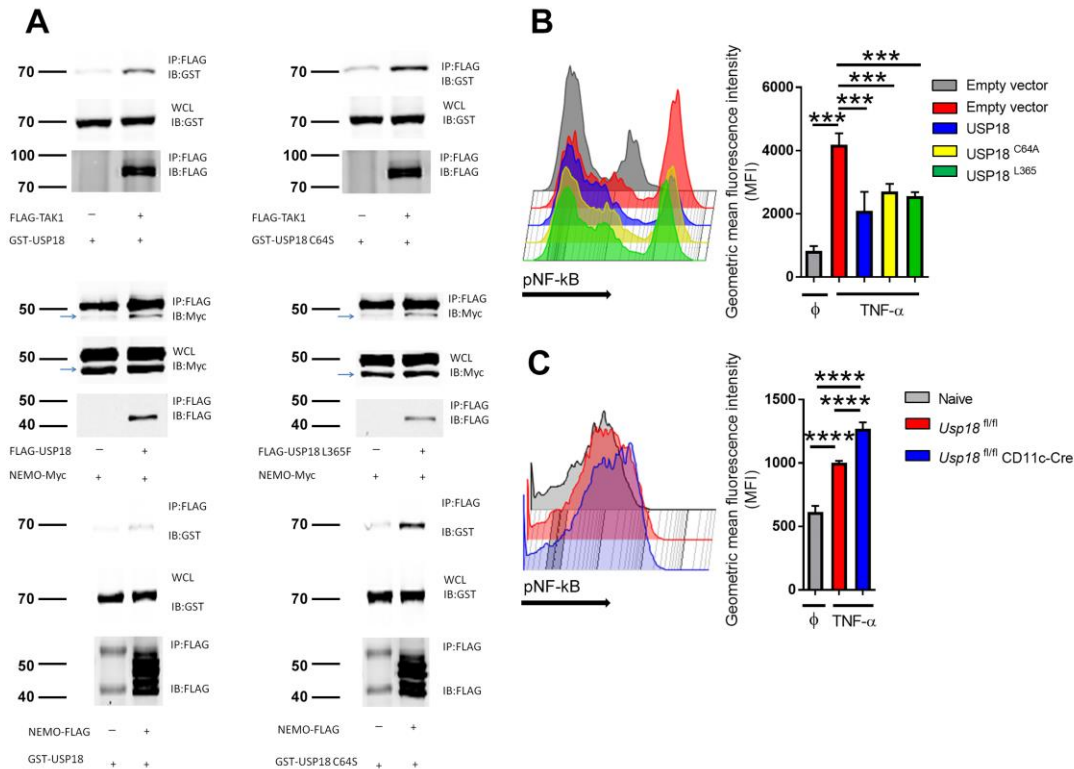 A
70
IP:FLAG
IB:GST
WCL
70
IB:GST
100
IP:FLAG
IB:FLAG
70
FLAG-TAK1 – +
GST-USP18 + +
70
IP:FLAG
IB:GST
WCL
70
IB:GST
100
IP:FLAG
IB:FLAG
70
FLAG-TAK1 – +
GST-USP18 C64S + +
50
IP:FLAG
IB:Myc
50
WCL
IB:Myc
50
IP:FLAG
40
IB:FLAG
FLAG-USP18 – +
NEMO-Myc + +
50
IP:FLAG
IB:Myc
50
WCL
IB:Myc
50
IP:FLAG
40
IB:FLAG
FLAG-USP18 L365F – +
NEMO-Myc + +
IP:FLAG
70
IB:GST
WCL
70
IB:GST
IP:FLAG
50
40
IB:FLAG
NEMO-FLAG – +
GST-USP18 + +
IP:FLAG
70
IB:GST
WCL
70
IB:GST
IP:FLAG
50
40
IB:FLAG
NEMO-FLAG – +
GST-USP18 C64S + +
B
pNF-kB
Geometric mean fluorescence intensity
(MFI)
6000
4000
2000
0
***
***
***
***
ϕ
TNF-α
Empty vector
Empty vector
USP18
USP18 C64A
USP18 L365
C
pNF-kB
Geometric mean fluorescence intensity
(MFI)
1500
1000
500
0
****
****
****
ϕ
TNF-α
Naive
Usp18 fl/fl
Usp18 fl/fl CD11c-Cre